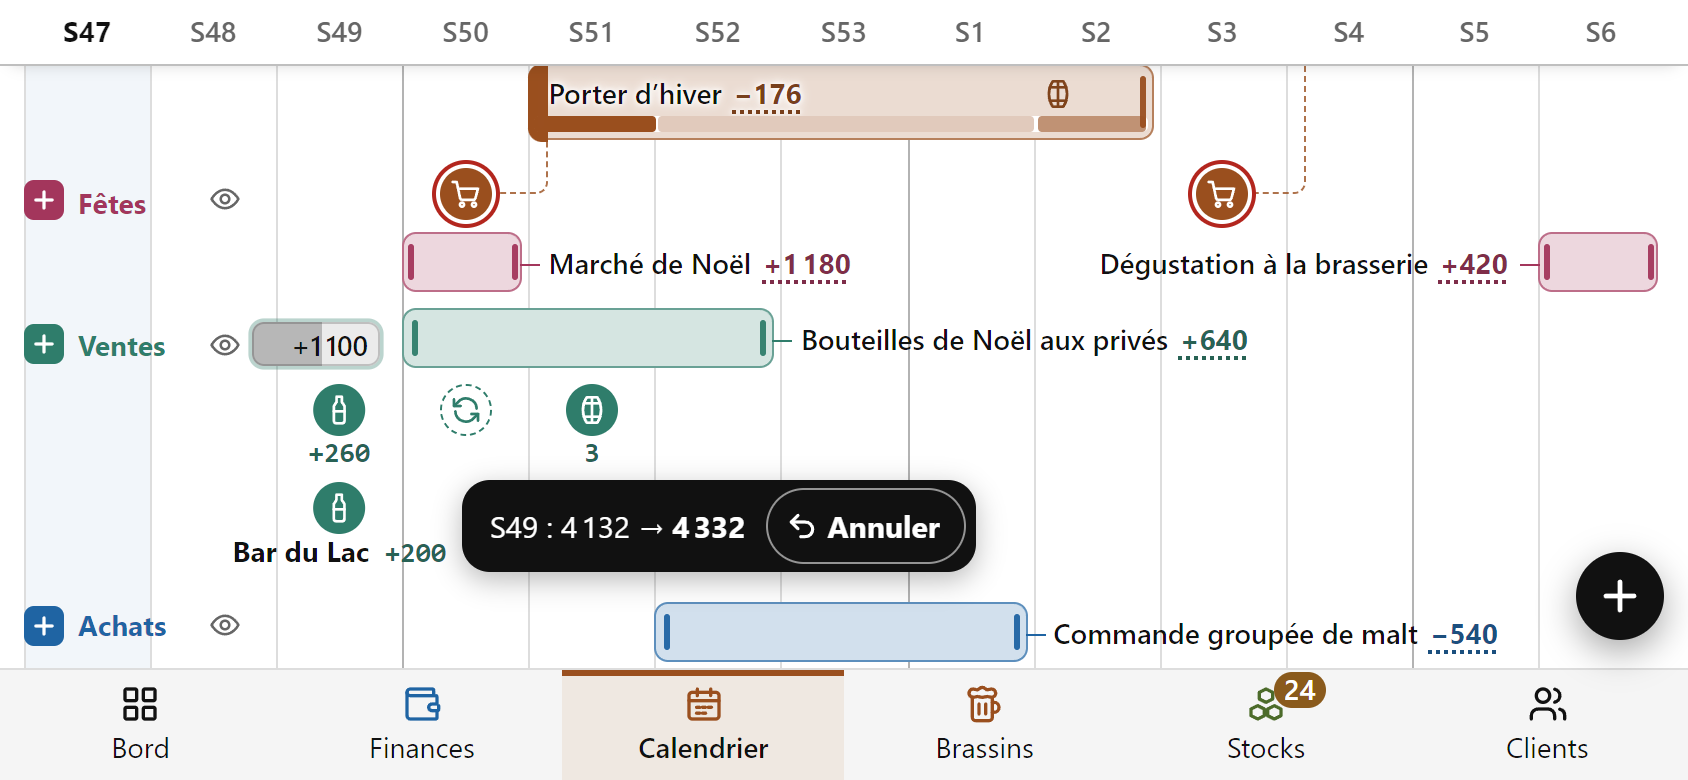 S47 S48 S49 S50 S51 S52 S53 S1 S2 S3 S4 S5 S6
Porter d’hiver −176
Fêtes
Marché de Noël +1 180
Dégustation à la brasserie +420
Ventes
+1100
Bouteilles de Noël aux privés +640
+260
3
Bar du Lac +200
S49 : 4 132 → 4 332
Annuler
Achats
Commande groupée de malt −540
24
Bord Finances Calendrier Brassins Stocks Clients